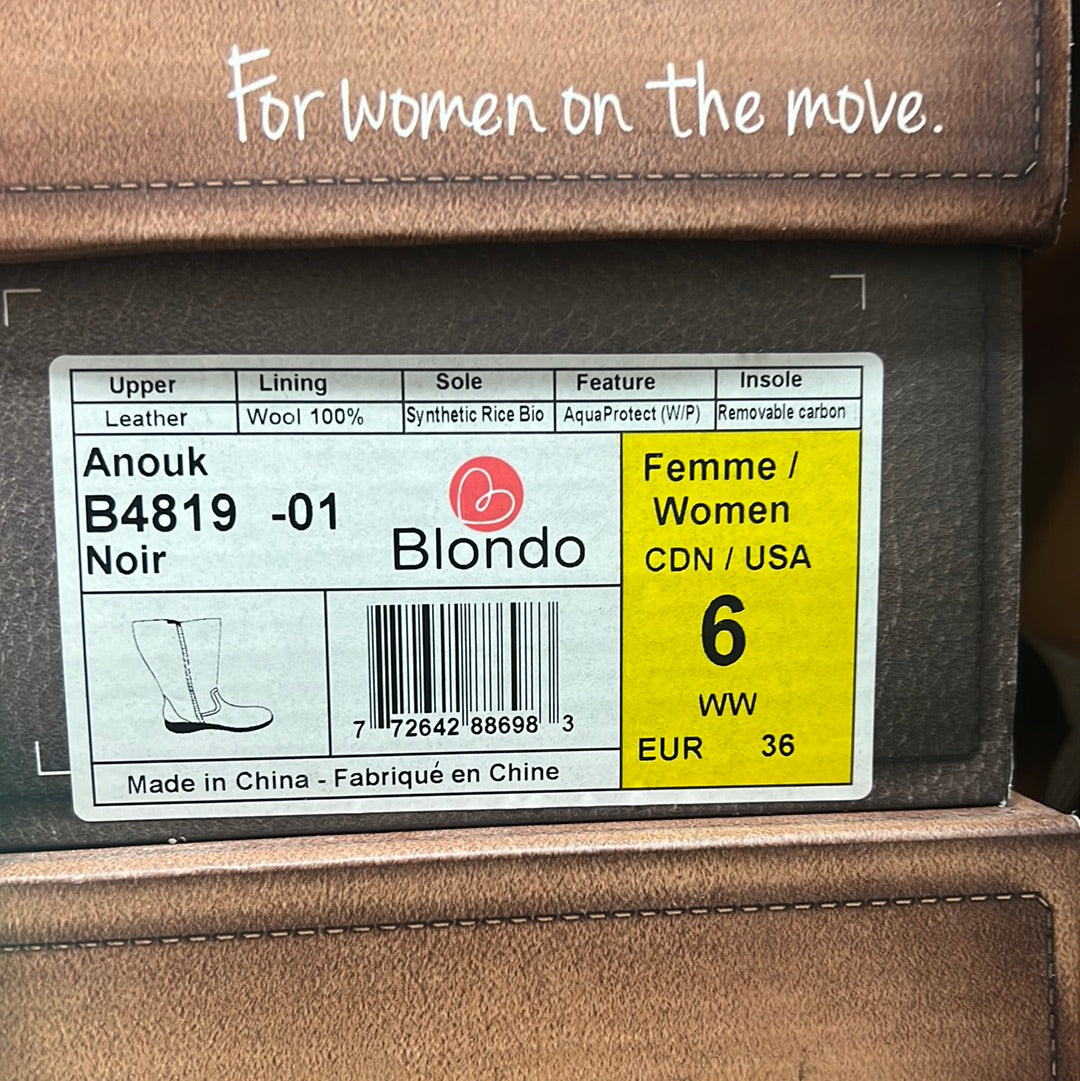 For women on the move.
Upper Lining Sole Feature Insole
Leather Wool 100% Synthetic Rice Bio AquaProtect (W/P) Removable carbon
Anouk
B4819 -01
Noir
Blondo
Femme /
Women
CDN / USA
6
WW
EUR 36
7 72642 88698 3
Made in China - Fabriqué en Chine